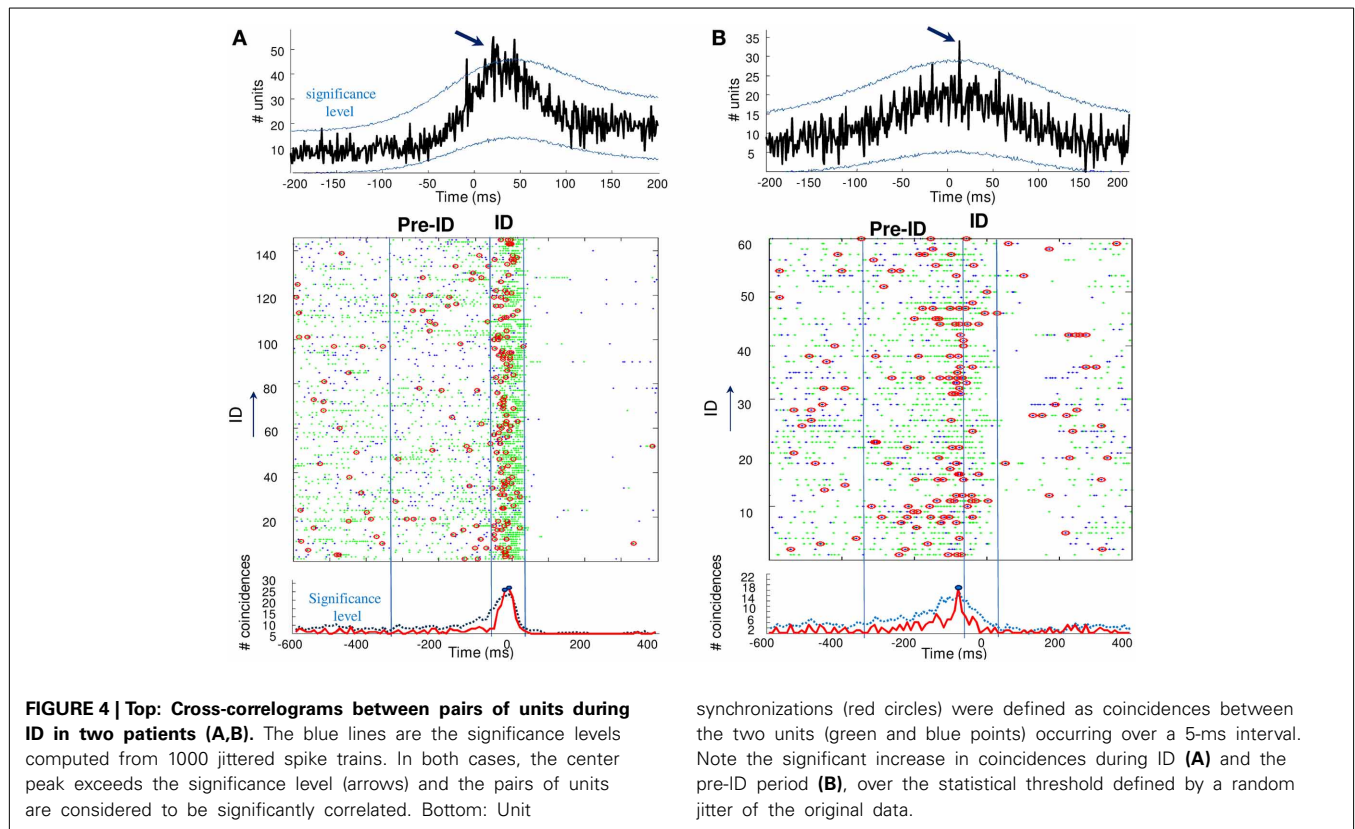 A
B
# units
50
40
30
20
10
significance
level
-200 -150 -100 -50 0 50 100 150 200
Time (ms)
# units
35
30
25
20
15
10
5
-200 -150 -100 -50 0 50 100 150 200
Time (ms)
Pre-ID ID
ID
140
120
100
80
60
40
20
# coincidences
30
25
20
15
10
5
Significance
level
-600 -400 -200 0 200 400
Time (ms)
Pre-ID ID
ID
60
50
40
30
20
10
# coincidences
22
18
14
10
6
2
-600 -400 -200 0 200 400
Time (ms)
FIGURE 4 | Top: Cross-correlograms between pairs of units during
ID in two patients (A,B). The blue lines are the significance levels
computed from 1000 jittered spike trains. In both cases, the center
peak exceeds the significance level (arrows) and the pairs of units
are considered to be significantly correlated. Bottom: Unit
synchronizations (red circles) were defined as coincidences between
the two units (green and blue points) occurring over a 5-ms interval.
Note the significant increase in coincidences during ID (A) and the
pre-ID period (B), over the statistical threshold defined by a random
jitter of the original data.